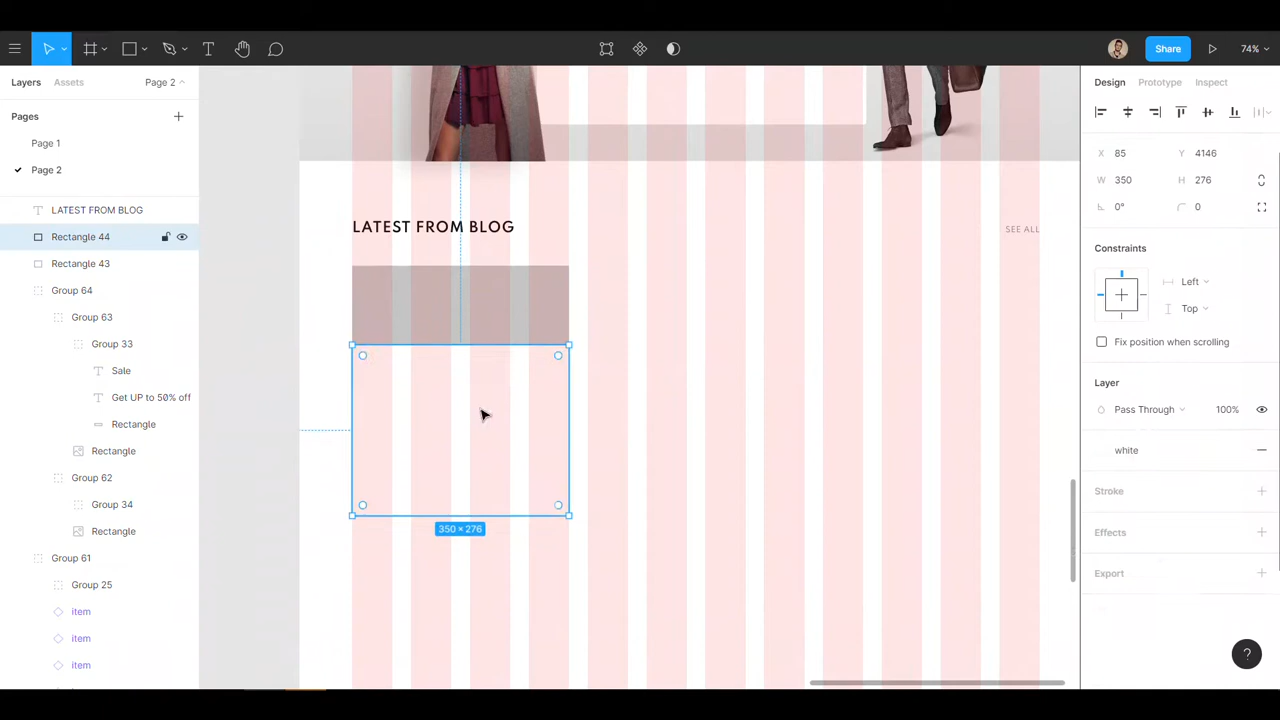 Share
74%
Layers
Assets
Page 2
Design
Prototype
Inspect
Pages
Page 1
Page 2
LATEST FROM BLOG
Rectangle 44
Rectangle 43
Group 64
Group 63
Group 33
Sale
Get UP to 50% off
Rectangle
Rectangle
Group 62
Group 34
Rectangle
Group 61
Group 25
item
item
item
LATEST FROM BLOG
SEE ALL
350 × 276
X 85 Y 4146
W 350 H 276
0° 0
Constraints
Left
Top
Fix position when scrolling
Layer
Pass Through 100%
white
Stroke
Effects
Export
?